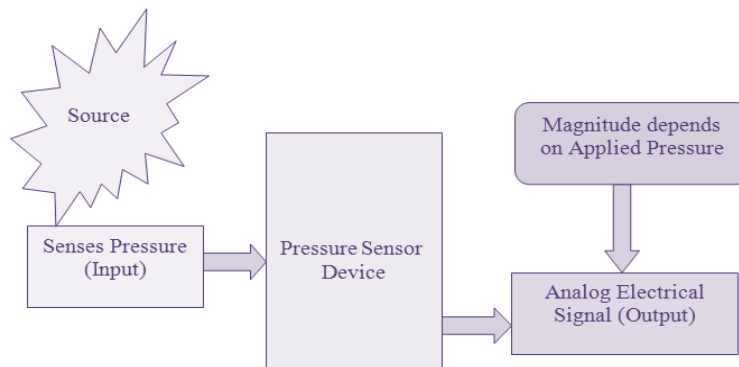 Source
Magnitude depends
on Applied Pressure
Senses Pressure
(Input)
Pressure Sensor
Device
Analog Electrical
Signal (Output)